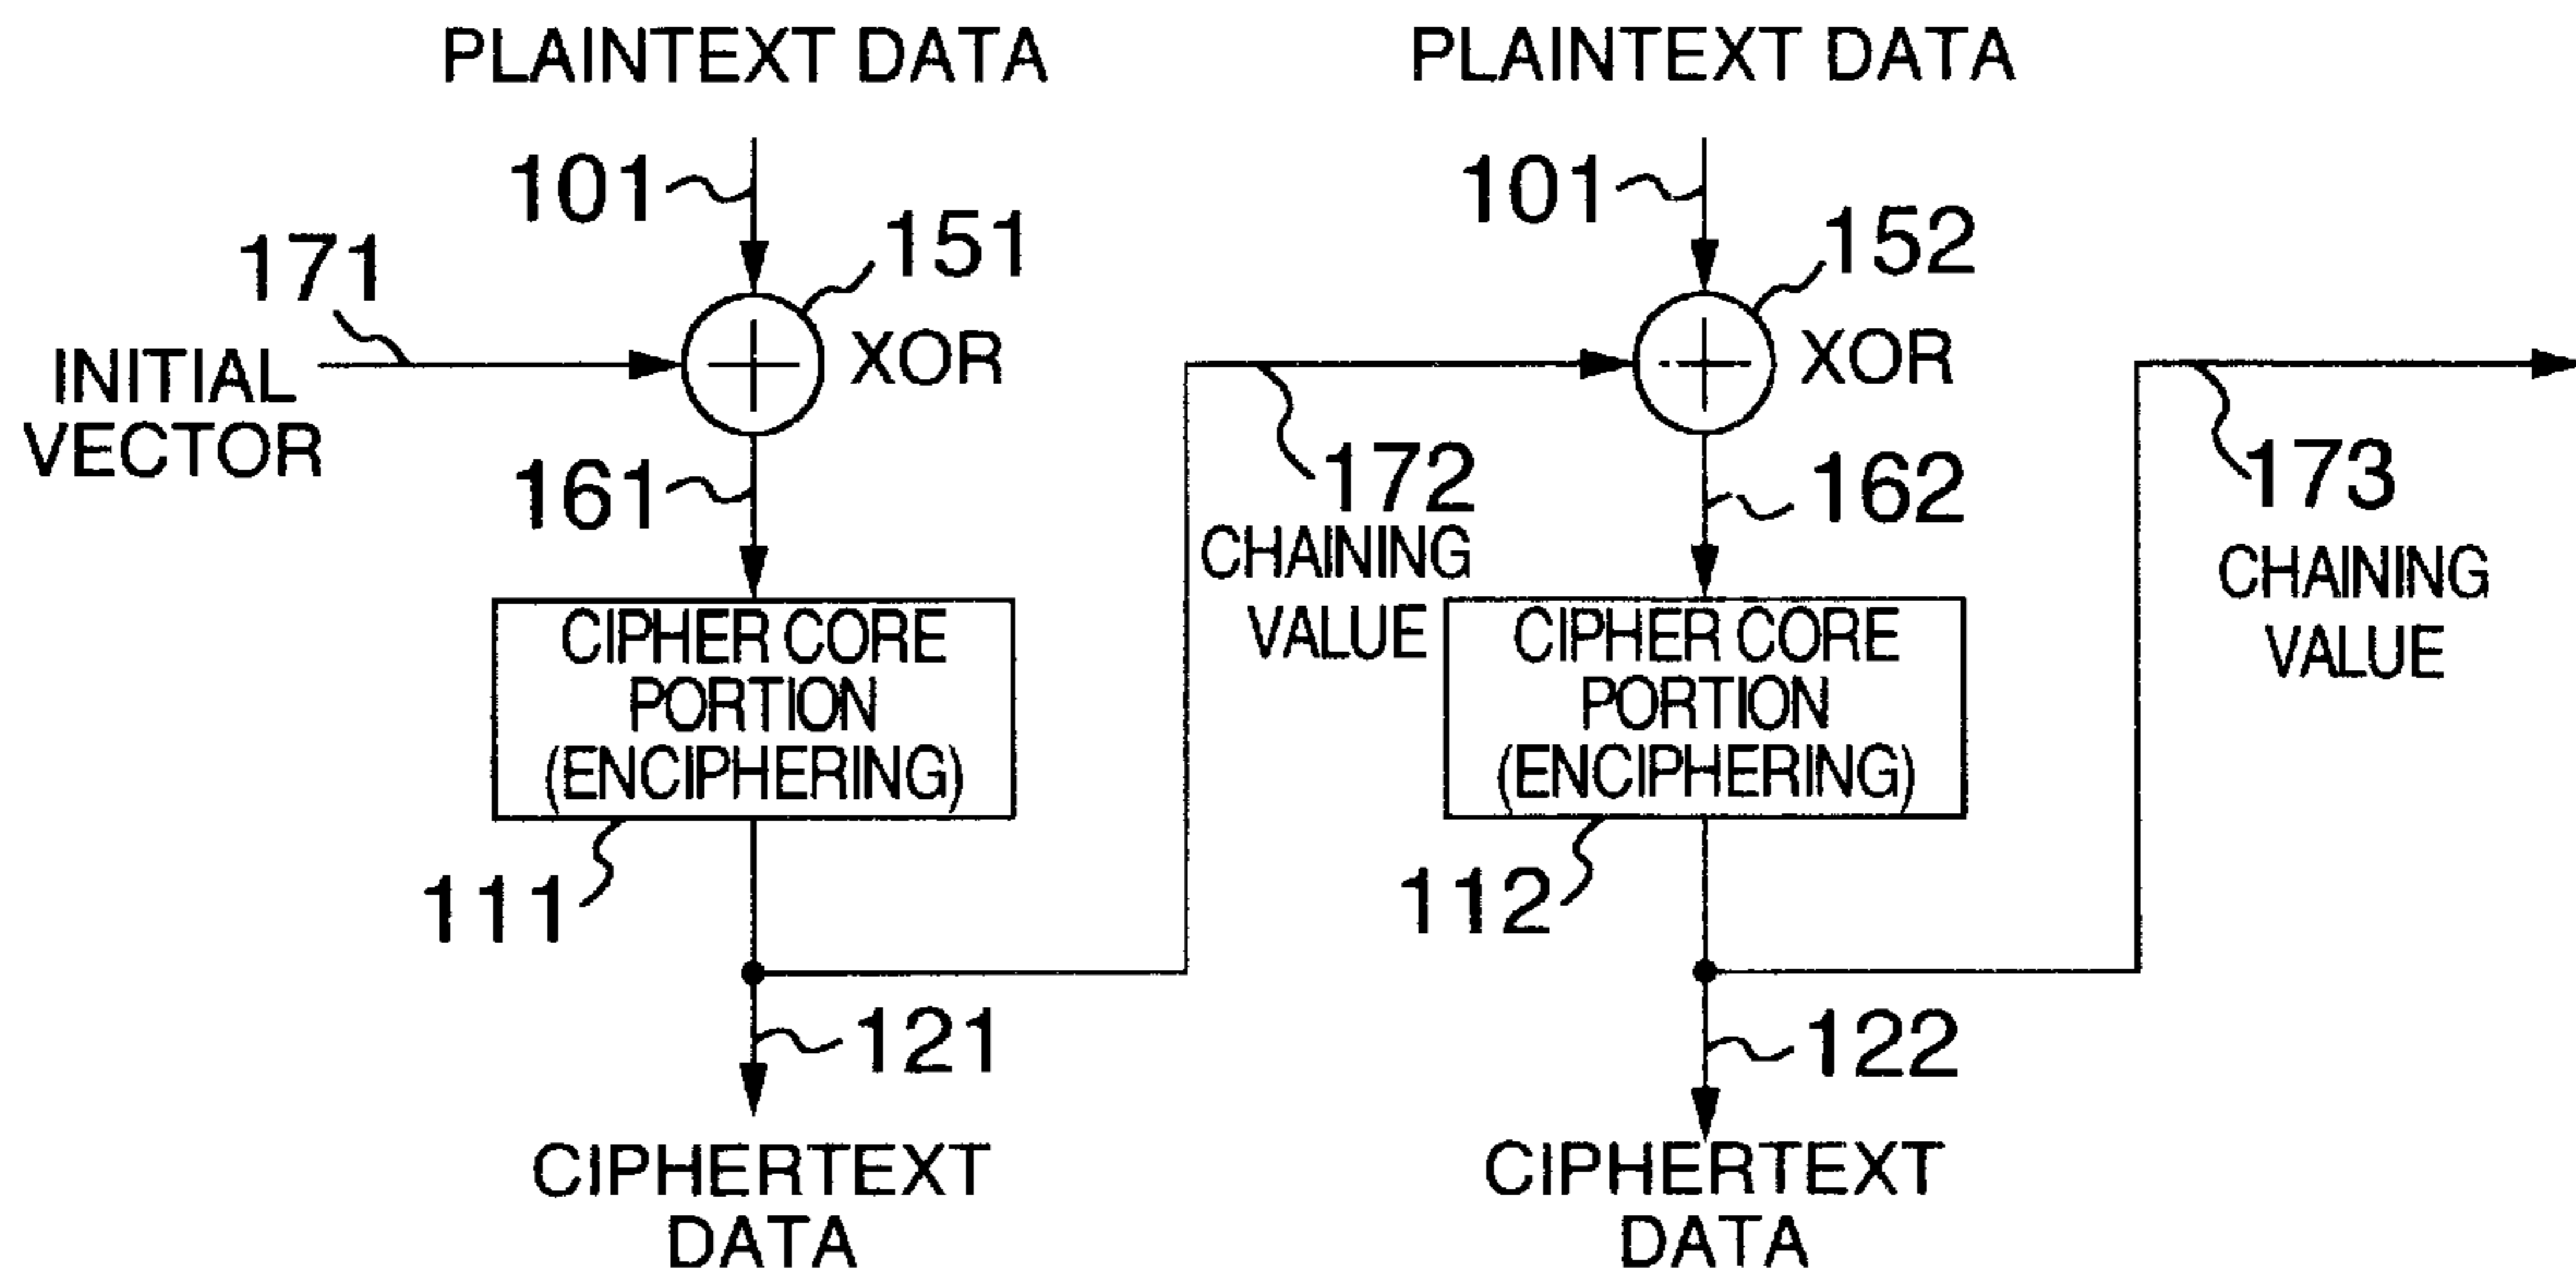 PLAINTEXT DATA
PLAINTEXT DATA
101
101
151
152
171
INITIAL
VECTOR
XOR
XOR
161
172
CHAINING
VALUE
162
173
CHAINING
VALUE
CIPHER CORE
PORTION
(ENCIPHERING)
CIPHER CORE
PORTION
(ENCIPHERING)
111
112
121
122
CIPHERTEXT
DATA
CIPHERTEXT
DATA